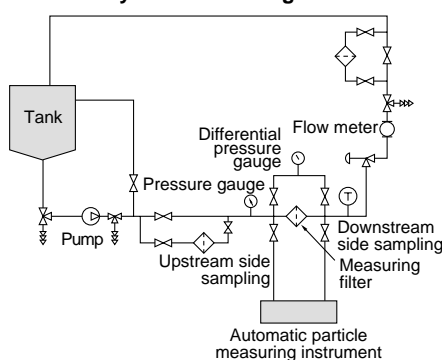 Tank
Flow meter
Differential
pressure
gauge
Pressure gauge
T
Pump
Upstream side
sampling
Downstream
side sampling
Measuring
filter
Automatic particle
measuring instrument